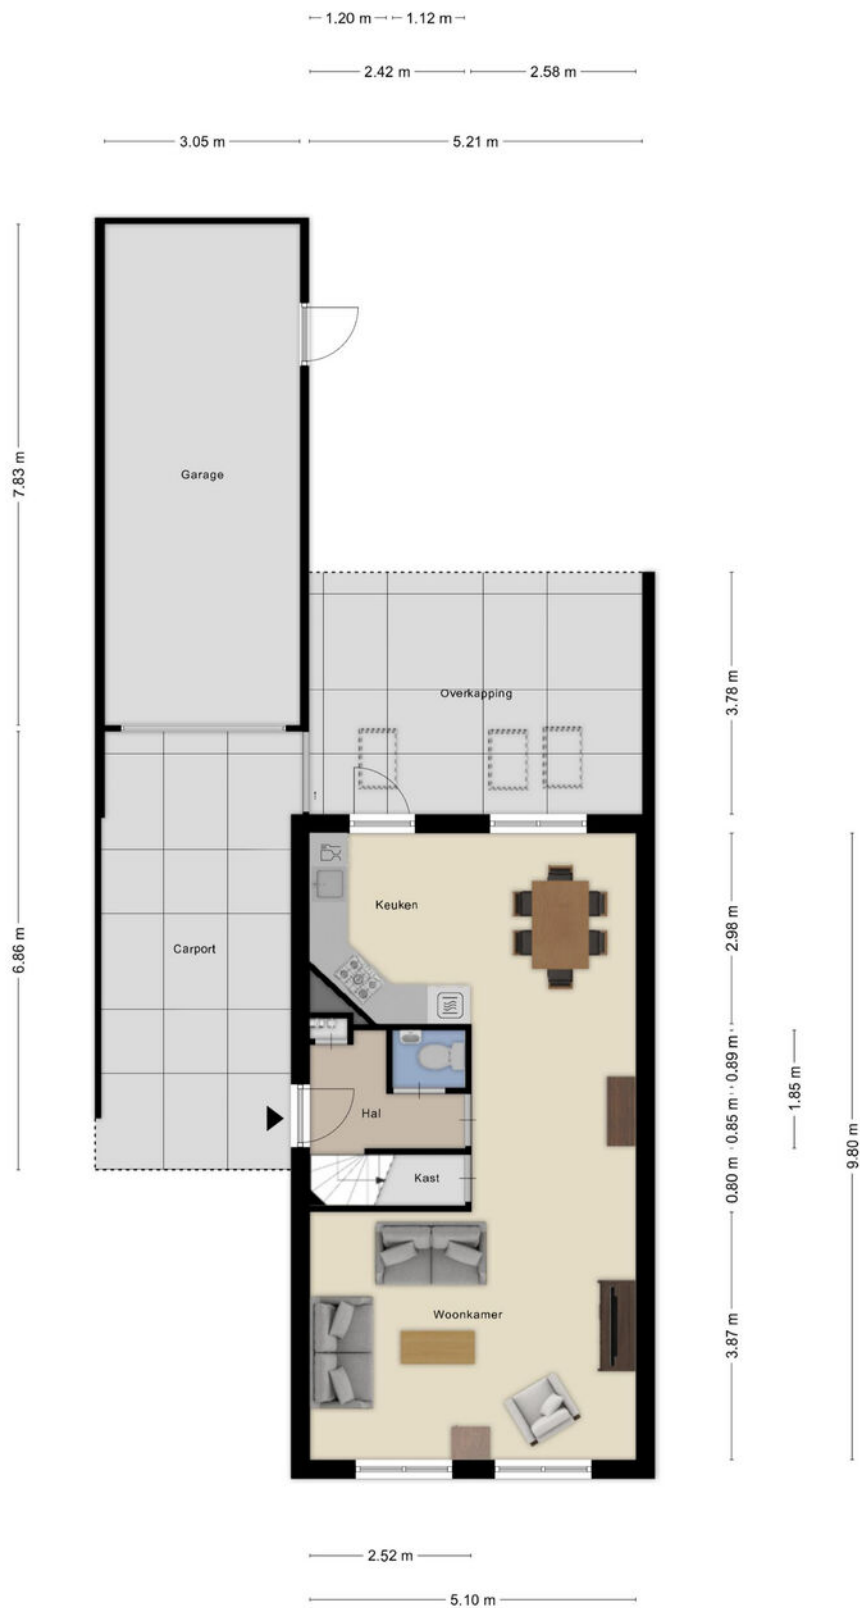 1.20 m
1.12 m
2.42 m
2.58 m
3.05 m
5.21 m
7.83 m
Garage
Overkapping
3.78 m
Keuken
2.98 m
6.86 m
Carport
0.89 m
1.85 m
Hal
0.85 m
9.80 m
Kast
0.80 m
Woonkamer
3.87 m
2.52 m
5.10 m